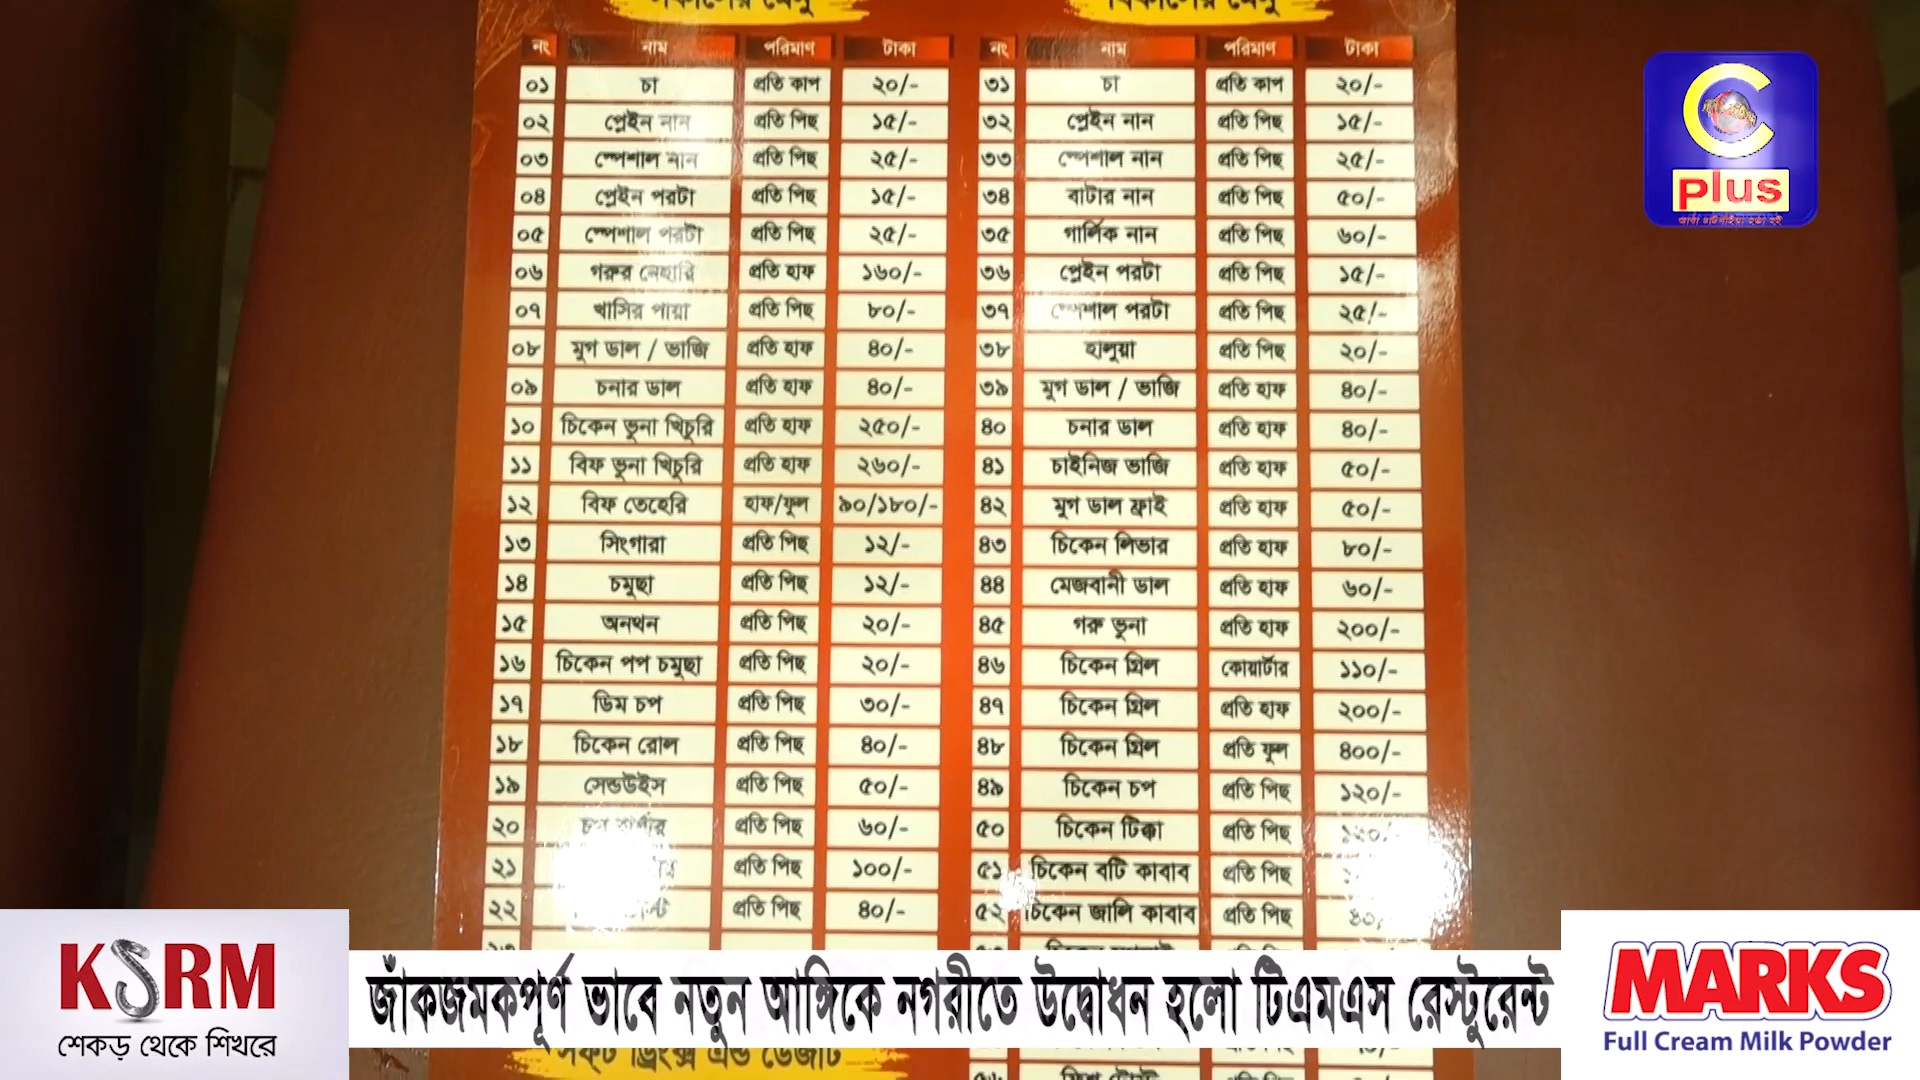 সকালের মেনু
বিকালের মেনু
নং নাম পরিমাণ টাকা
০১ চা প্রতি কাপ ২০/-
০২ প্লেইন নান প্রতি পিছ ১৫/-
০৩ স্পেশাল নান প্রতি পিছ ২৫/-
০৪ প্লেইন পরটা প্রতি পিছ ১৫/-
০৫ স্পেশাল পরটা প্রতি পিছ ২৫/-
০৬ গরুর নেহারি প্রতি হাফ ১৬০/-
০৭ খাসির পায়া প্রতি পিছ ৮০/-
০৮ মুগ ডাল / ভাজি প্রতি হাফ ৪০/-
০৯ চনার ডাল প্রতি হাফ ৪০/-
১০ চিকেন ভুনা খিচুরি প্রতি হাফ ২৫০/-
১১ বিফ ভুনা খিচুরি প্রতি হাফ ২৬০/-
১২ বিফ তেহেরি হাফ/ফুল ৯০/১৮০/-
১৩ সিংগারা প্রতি পিছ ১২/-
১৪ চমুছা প্রতি পিছ ১২/-
১৫ অনথন প্রতি পিছ ২০/-
১৬ চিকেন পপ চমুছা প্রতি পিছ ২০/-
১৭ ডিম চপ প্রতি পিছ ৩০/-
১৮ চিকেন রোল প্রতি পিছ ৪০/-
১৯ সেন্ডউইস প্রতি পিছ ৫০/-
২০ চপ বার্গার প্রতি পিছ ৬০/-
২১ প্রতি পিছ ১০০/-
২২ প্রতি পিছ ৪০/-
নং নাম পরিমাণ টাকা
৩১ চা প্রতি কাপ ২০/-
৩২ প্লেইন নান প্রতি পিছ ১৫/-
৩৩ স্পেশাল নান প্রতি পিছ ২৫/-
৩৪ বাটার নান প্রতি পিছ ৫০/-
৩৫ গার্লিক নান প্রতি পিছ ৬০/-
৩৬ প্লেইন পরটা প্রতি পিছ ১৫/-
৩৭ স্পেশাল পরটা প্রতি পিছ ২৫/-
৩৮ হালুয়া প্রতি পিছ ২০/-
৩৯ মুগ ডাল / ভাজি প্রতি হাফ ৪০/-
৪০ চনার ডাল প্রতি হাফ ৪০/-
৪১ চাইনিজ ভাজি প্রতি হাফ ৫০/-
৪২ মুগ ডাল ফ্রাই প্রতি হাফ ৫০/-
৪৩ চিকেন লিভার প্রতি হাফ ৮০/-
৪৪ মেজবানী ডাল প্রতি হাফ ৬০/-
৪৫ গরু ভুনা প্রতি হাফ ২০০/-
৪৬ চিকেন গ্রিল কোয়ার্টার ১১০/-
৪৭ চিকেন গ্রিল প্রতি হাফ ২০০/-
৪৮ চিকেন গ্রিল প্রতি ফুল ৪০০/-
৪৯ চিকেন চপ প্রতি পিছ ১২০/-
৫০ চিকেন টিক্কা প্রতি পিছ
৫১ চিকেন বটি কাবাব প্রতি পিছ
৫২ চিকেন জালি কাবাব প্রতি পিছ
সফ্ট ড্রিংক্স এন্ড ডেজার্ট
C
plus
KSRM
শেকড় থেকে শিখরে
জাঁকজমকপূর্ণ ভাবে নতুন আঙ্গিকে নগরীতে উদ্বোধন হলো টিএমএস রেস্টুরেন্ট
MARKS
Full Cream Milk Powder